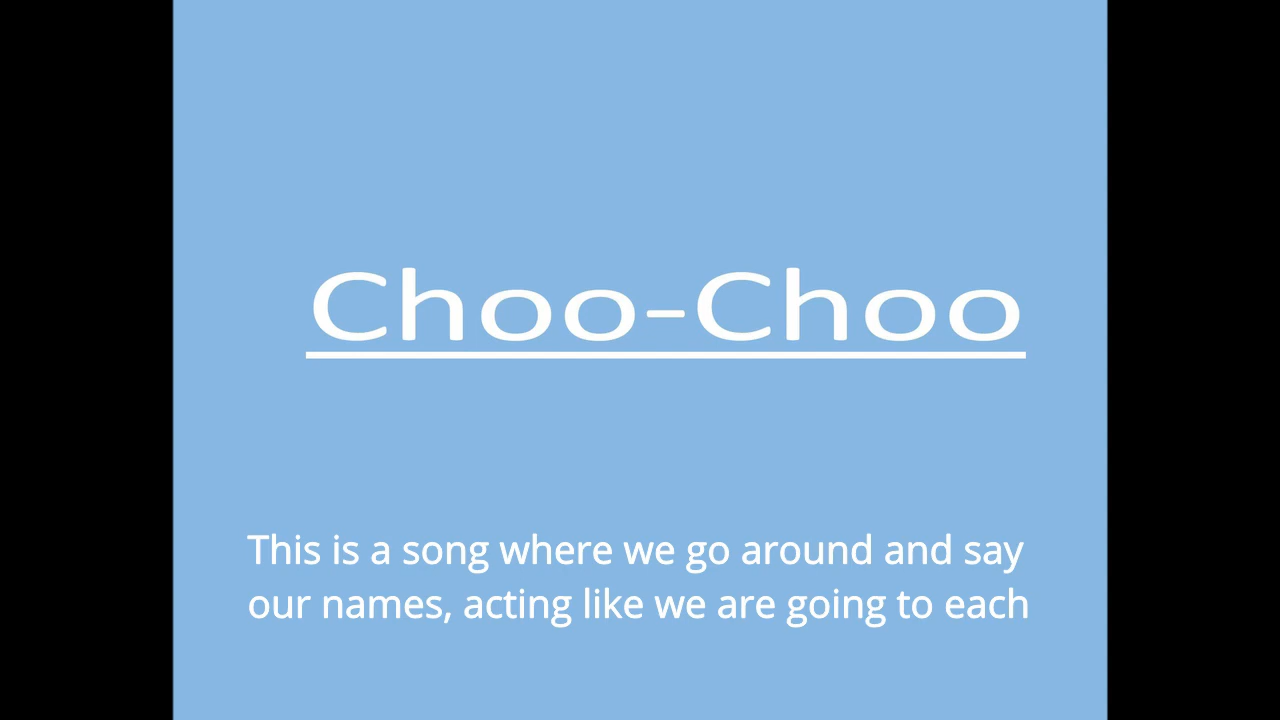 Choo-Choo
This is a song where we go around and say
our names, acting like we are going to each